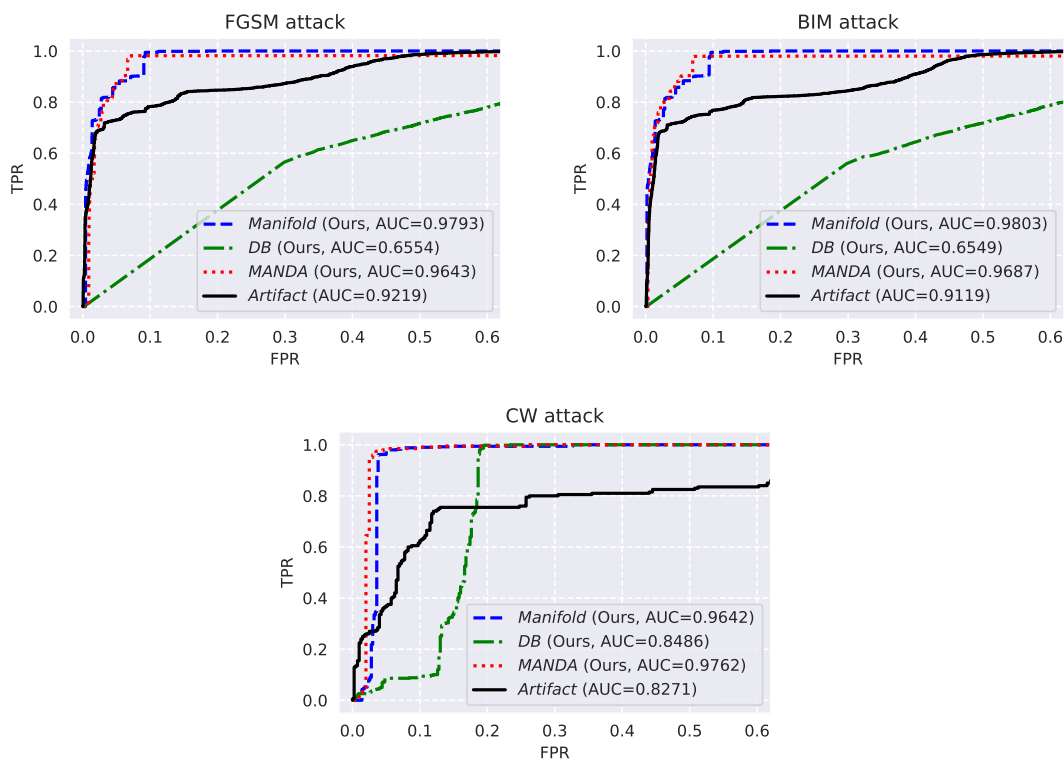 FGSM attack
1.0
0.8
0.6
0.4
0.2
0.0
TPR
0.0 0.1 0.2 0.3 0.4 0.5 0.6
FPR
Manifold (Ours, AUC=0.9793)
DB (Ours, AUC=0.6554)
MANDA (Ours, AUC=0.9643)
Artifact (AUC=0.9219)
BIM attack
1.0
0.8
0.6
0.4
0.2
0.0
TPR
0.0 0.1 0.2 0.3 0.4 0.5 0.6
FPR
Manifold (Ours, AUC=0.9803)
DB (Ours, AUC=0.6549)
MANDA (Ours, AUC=0.9687)
Artifact (AUC=0.9119)
CW attack
1.0
0.8
0.6
0.4
0.2
0.0
TPR
0.0 0.1 0.2 0.3 0.4 0.5 0.6
FPR
Manifold (Ours, AUC=0.9642)
DB (Ours, AUC=0.8486)
MANDA (Ours, AUC=0.9762)
Artifact (AUC=0.8271)